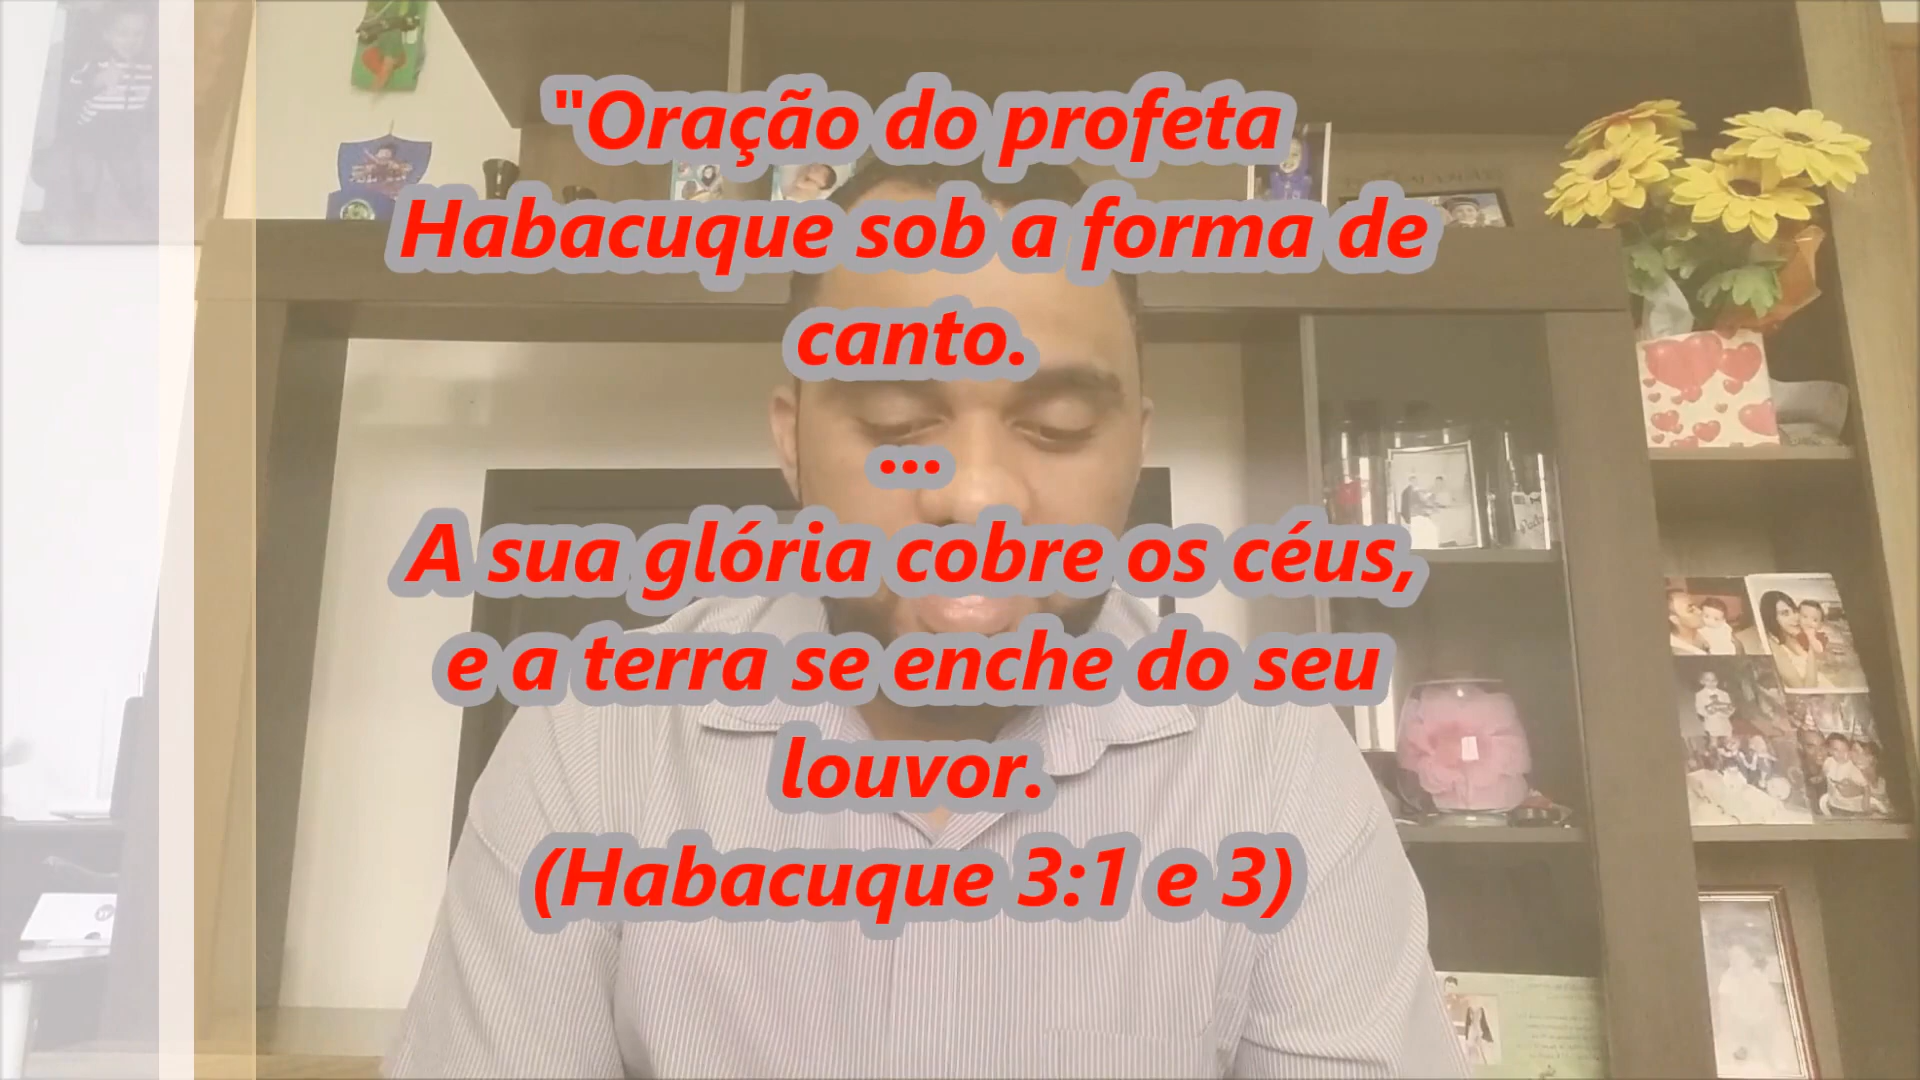 "Oração do profeta
Habacuque sob a forma de
canto.
...
A sua glória cobre os céus,
e a terra se enche do seu
louvor.
(Habacuque 3:1 e 3)